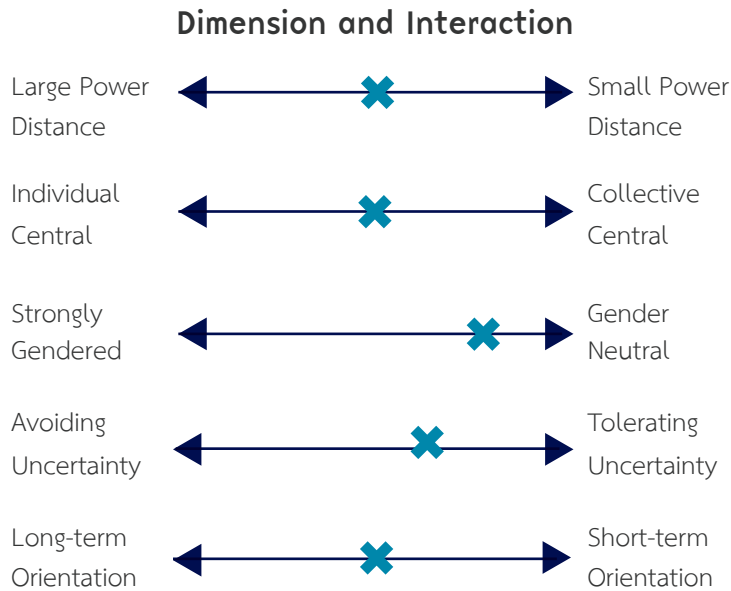 Dimension and Interaction
Large Power
Distance
Small Power
Distance
Individual
Central
Collective
Central
Strongly
Gendered
Gender
Neutral
Avoiding
Uncertainty
Tolerating
Uncertainty
Long-term
Orientation
Short-term
Orientation